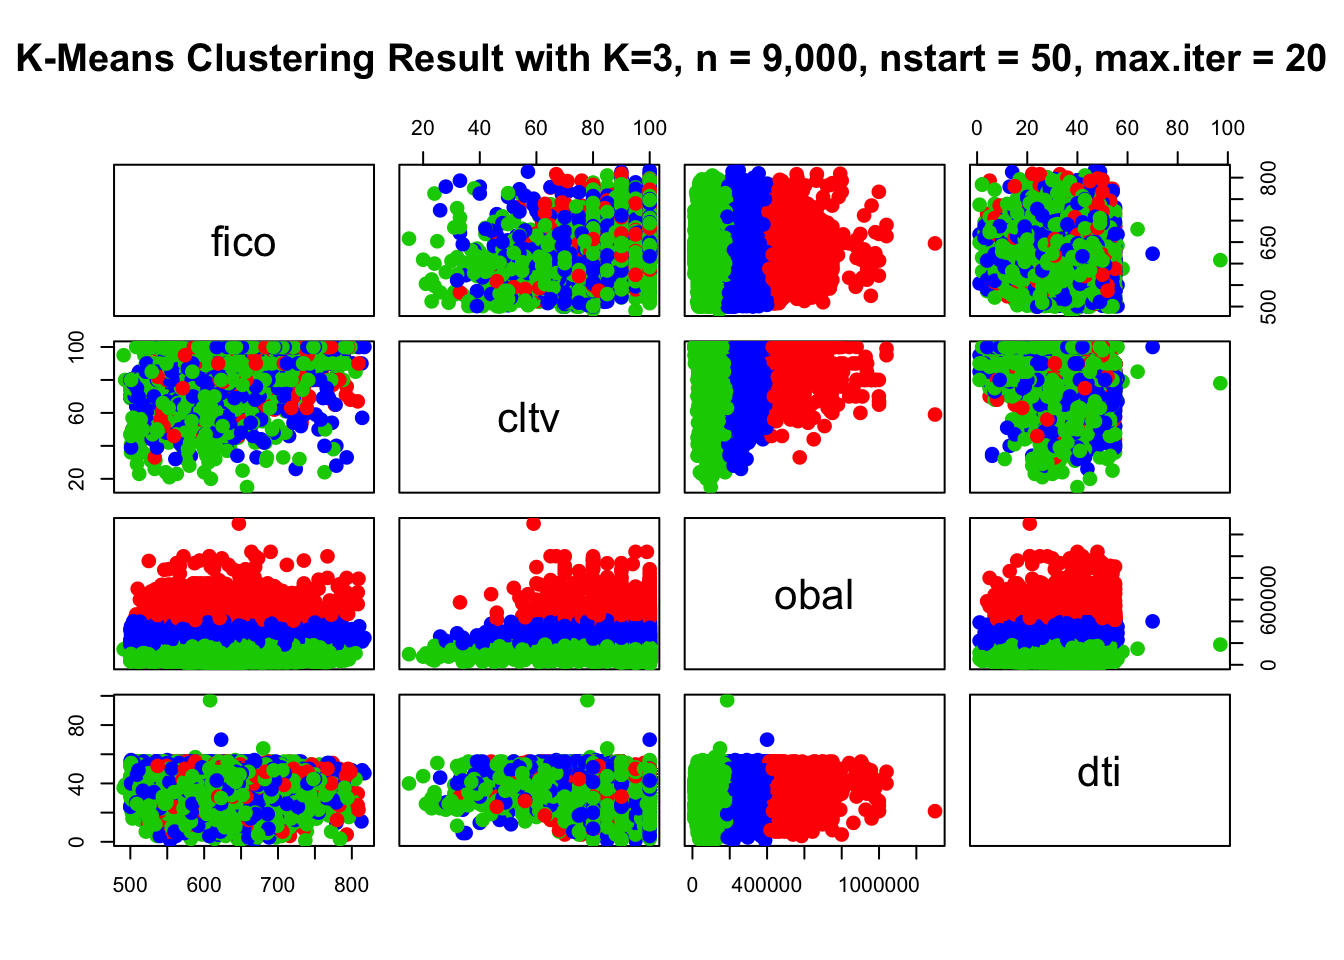 K-Means Clustering Result with K=3, n = 9,000, nstart = 50, max.iter = 20
20 40 60 80 100
0 20 40 60 80 100
fico
500 650 800
20 60 100
cltv
obal
0 600000
0 40 80
dti
500 600 700 800
0 400000 1000000